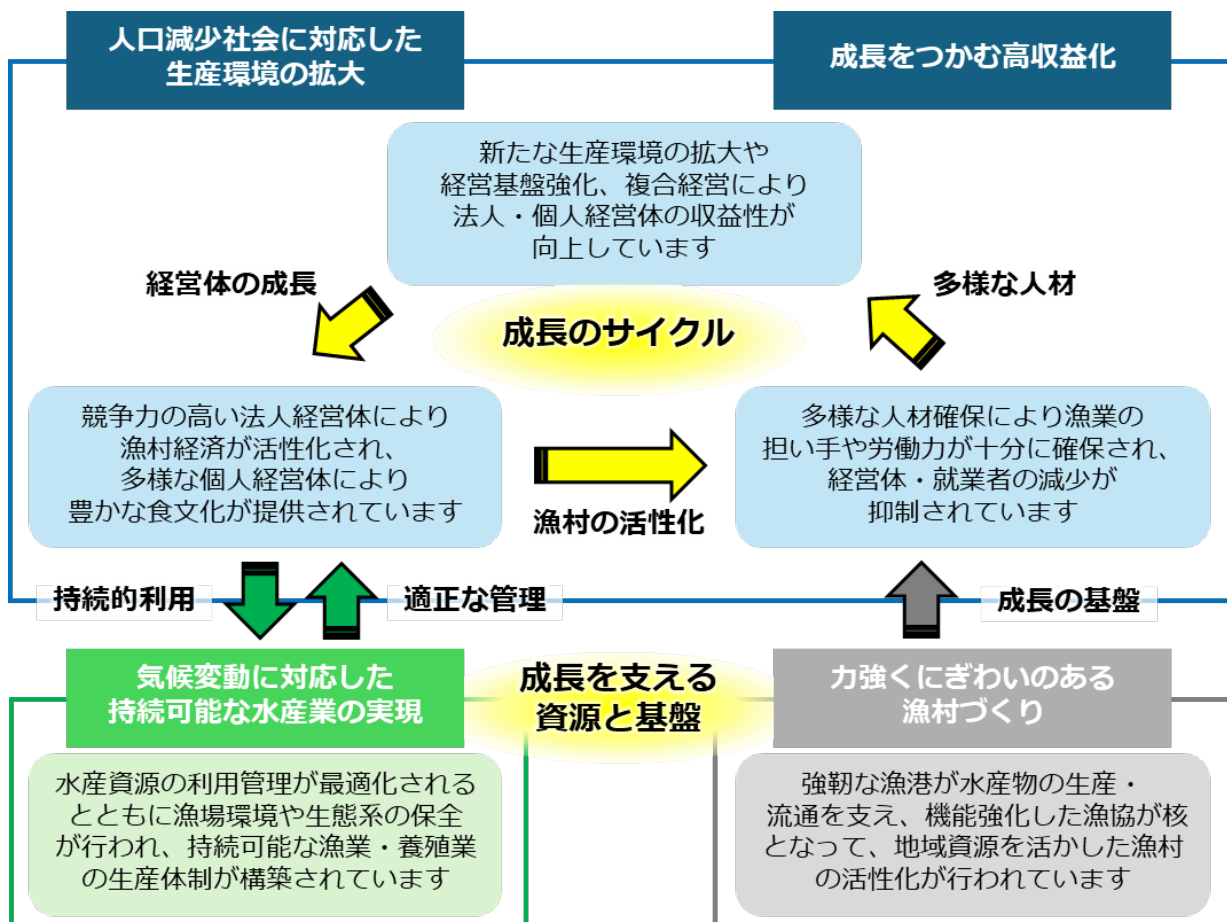 人口減少社会に対応した
生産環境の拡大
成長をつかむ高収益化
新たな生産環境の拡大や
経営基盤強化、複合経営により
法人・個人経営体の収益性が
向上しています
経営体の成長
多様な人材
成長のサイクル
競争力の高い法人経営体により
漁村経済が活性化され、
多様な個人経営体により
豊かな食文化が提供されています
漁村の活性化
多様な人材確保により漁業の
担い手や労働力が十分に確保され、
経営体・就業者の減少が
抑制されています
持続的利用
適正な管理
成長の基盤
気候変動に対応した
持続可能な水産業の実現
成長を支える
資源と基盤
力強くにぎわいのある
漁村づくり
水産資源の利用管理が最適化される
とともに漁場環境や生態系の保全
が行われ、持続可能な漁業・養殖業
の生産体制が構築されています
強靭な漁港が水産物の生産・
流通を支え、機能強化した漁協が核
となって、地域資源を活かした漁村
の活性化が行われています